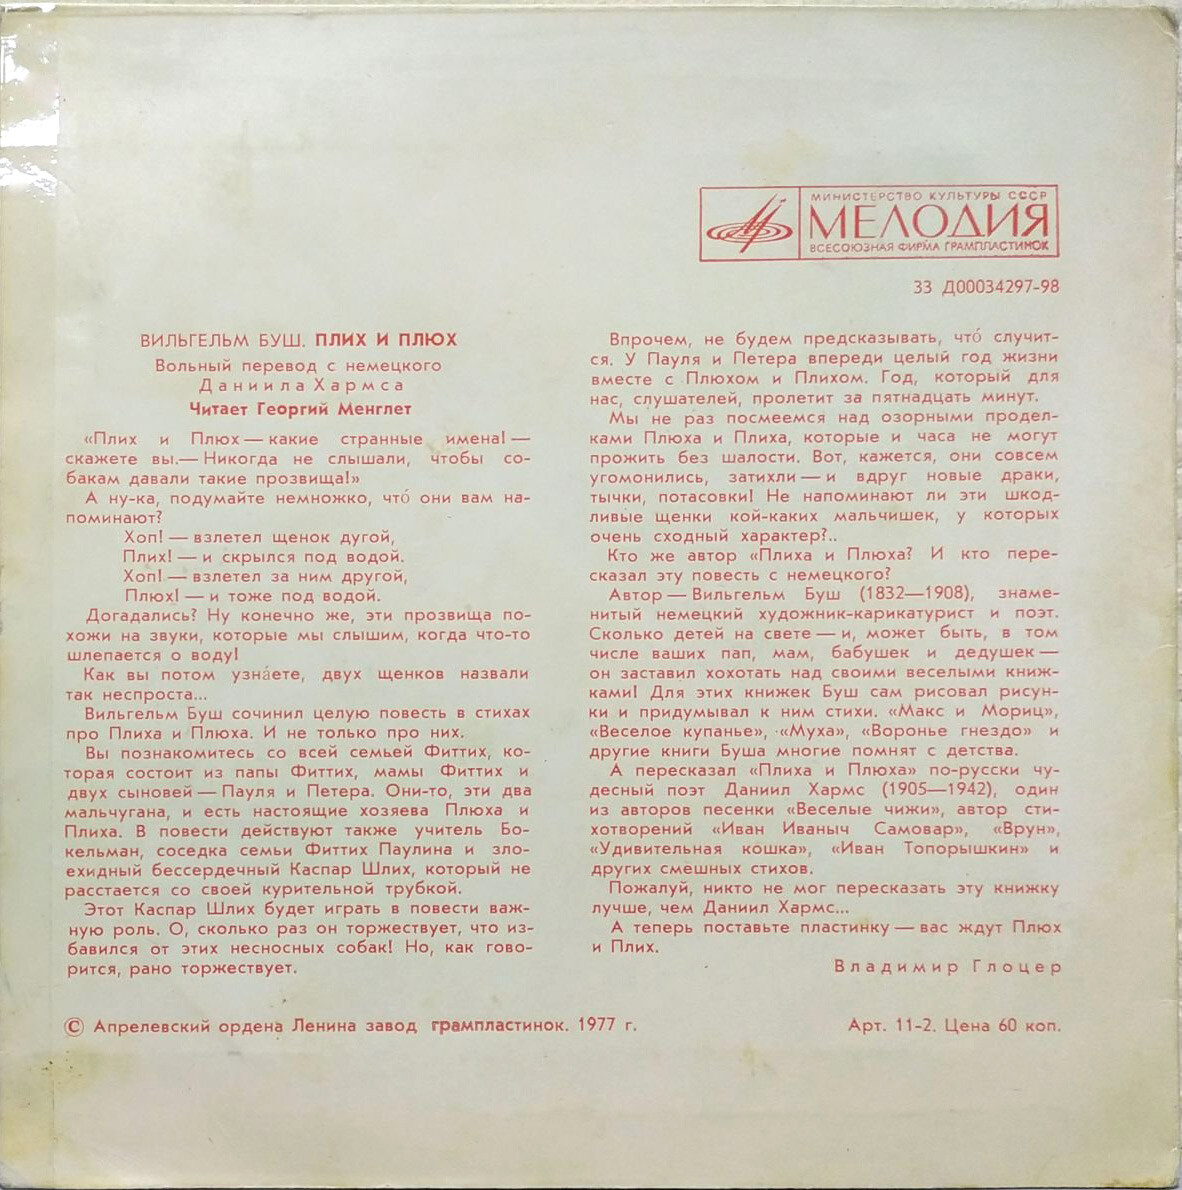 МИНИСТЕРСТВО КУЛЬТУРЫ СССР
МЕЛОДИЯ
ВСЕСОЮЗНАЯ ФИРМА ГРАМПЛАСТИНОК
33 Д00034297-98
ВИЛЬГЕЛЬМ БУШ. ПЛИХ И ПЛЮХ
Вольный перевод с немецкого
Даниила Хармса
Читает Георгий Менглет
«Плих и Плюх — какие странные имена! —
скажете вы. — Никогда не слышали, чтобы со-
бакам давали такие прозвища!»
А ну-ка, подумайте немножко, что́ они вам на-
поминают?
Хоп! — взлетел щенок дугой,
Плих! — и скрылся под водой.
Хоп! — взлетел за ним другой,
Плюх! — и тоже под водой.
Догадались? Ну конечно же, эти прозвища по-
хожи на звуки, которые мы слышим, когда что-то
шлепается о воду!
Как вы потом узна́ете, двух щенков назвали
так неспроста...
Вильгельм Буш сочинил целую повесть в стихах
про Плиха и Плюха. И не только про них.
Вы познакомитесь со всей семьей Фиттих, ко-
торая состоит из папы Фиттих, мамы Фиттих и
двух сыновей — Пауля и Петера. Они-то, эти два
мальчугана, и есть настоящие хозяева Плюха и
Плиха. В повести действуют также учитель Бо-
кельман, соседка семьи Фиттих Паулина и зло-
ехидный бессердечный Каспар Шлих, который не
расстается со своей курительной трубкой.
Этот Каспар Шлих будет играть в повести важ-
ную роль. О, сколько раз он торжествует, что из-
бавился от этих несносных собак! Но, как гово-
рится, рано торжествует.
Впрочем, не будем предсказывать, что́ случит-
ся. У Пауля и Петера впереди целый год жизни
вместе с Плюхом и Плихом. Год, который для
нас, слушателей, пролетит за пятнадцать минут.
Мы не раз посмеемся над озорными продел-
ками Плюха и Плиха, которые и часа не могут
прожить без шалости. Вот, кажется, они совсем
угомонились, затихли — и вдруг новые драки,
тычки, потасовки! Не напоминают ли эти шкод-
ливые щенки кой-каких мальчишек, у которых
очень сходный характер?..
Кто же автор «Плиха и Плюха? И кто пере-
сказал эту повесть с немецкого?
Автор — Вильгельм Буш (1832—1908), знаме-
нитый немецкий художник-карикатурист и поэт.
Сколько детей на свете — и, может быть, в том
числе ваших пап, мам, бабушек и дедушек —
он заставил хохотать над своими веселыми книж-
ками! Для этих книжек Буш сам рисовал рисун-
ки и придумывал к ним стихи. «Макс и Мориц»,
«Веселое купанье», «Муха», «Воронье гнездо» и
другие книги Буша многие помнят с детства.
А пересказал «Плиха и Плюха» по-русски чу-
десный поэт Даниил Хармс (1905—1942), один
из авторов песенки «Веселые чижи», автор сти-
хотворений «Иван Иваныч Самовар», «Врун»,
«Удивительная кошка», «Иван Топорышкин» и
других смешных стихов.
Пожалуй, никто не мог пересказать эту книжку
лучше, чем Даниил Хармс...
А теперь поставьте пластинку — вас ждут Плюх
и Плих.
Владимир Глоцер
© Апрелевский ордена Ленина завод грампластинок. 1977 г.
Арт. 11-2. Цена 60 коп.